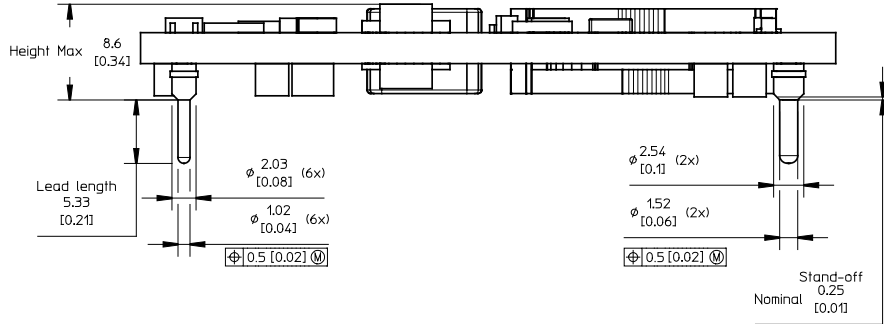 Height Max 8.6
[0.34]
Lead length
5.33
[0.21]
⌀ 2.03 (6x)
[0.08]
⌀ 1.02 (6x)
[0.04]
⌖ 0.5 [0.02] Ⓜ
⌀ 2.54 (2x)
[0.1]
⌀ 1.52 (2x)
[0.06]
⌖ 0.5 [0.02] Ⓜ
Stand-off
Nominal 0.25
[0.01]